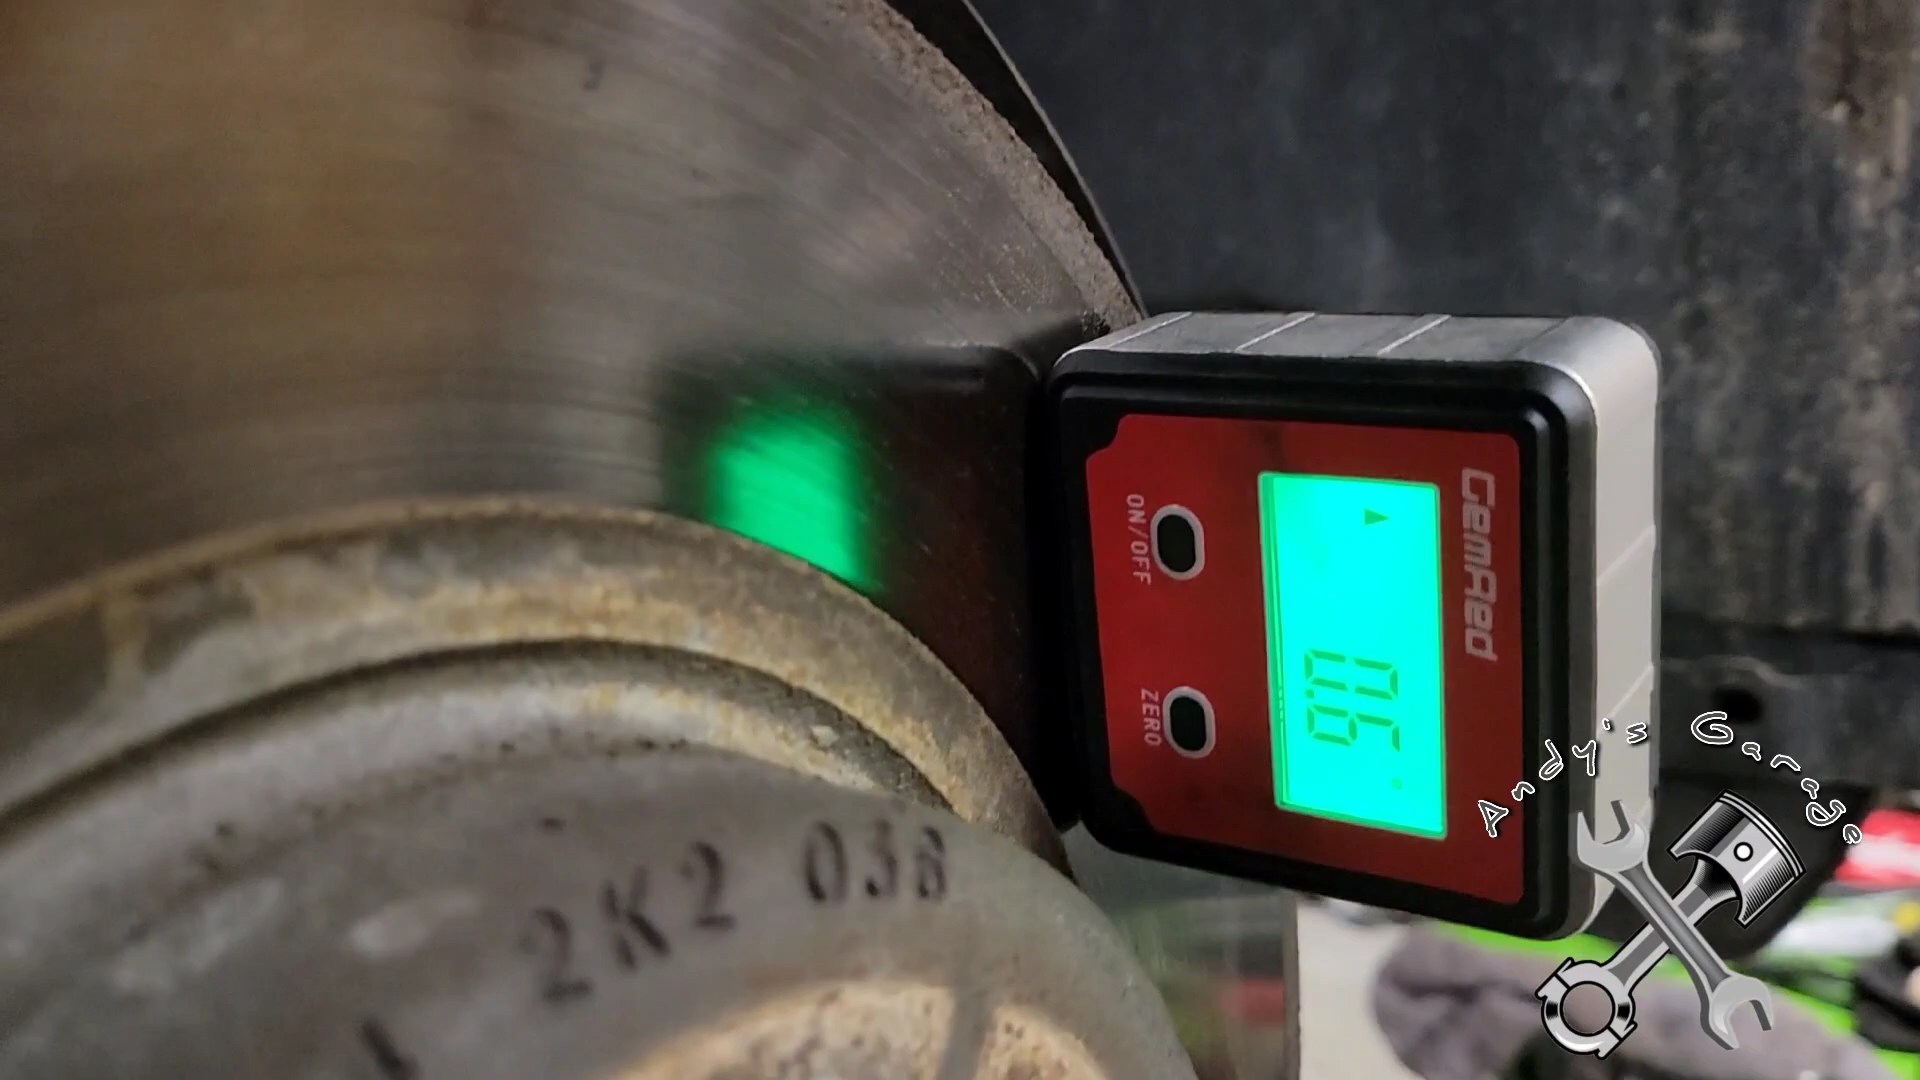 GemRed
0.6°
ON/OFF
ZERO
2K2 038
Andy's Garage